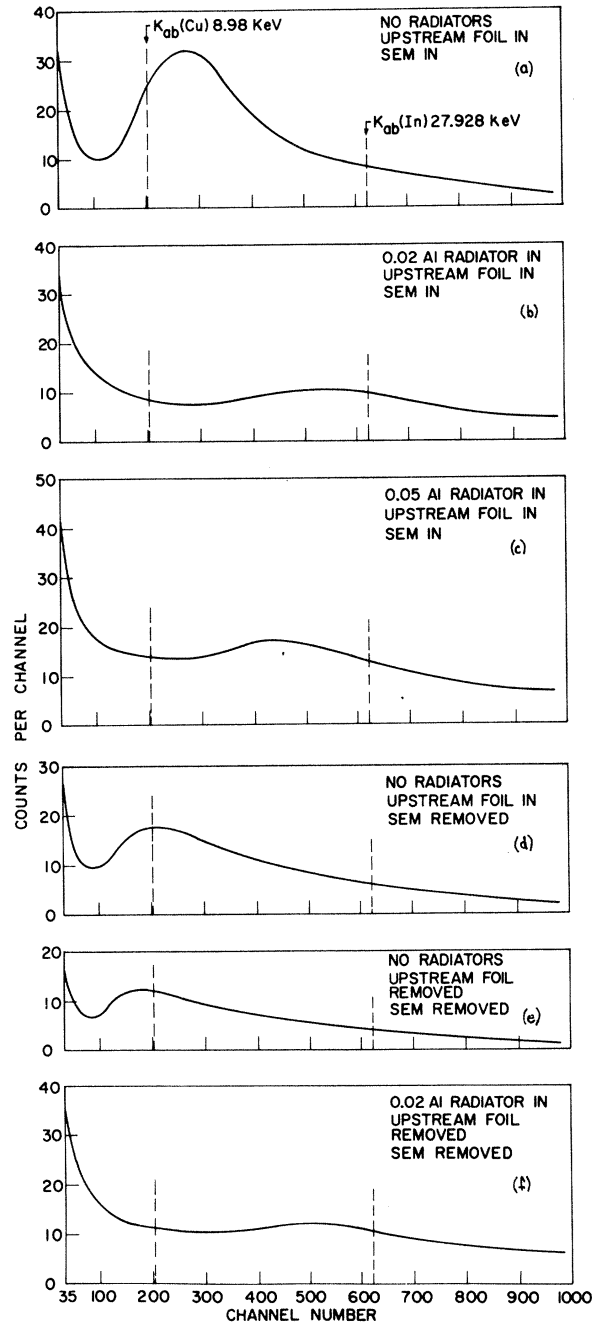 40
30
20
10
0
K_ab(Cu) 8.98 KeV
K_ab(In) 27.928 KeV
NO RADIATORS
UPSTREAM FOIL IN
SEM IN
(a)
40
30
20
10
0
0.02 Al RADIATOR IN
UPSTREAM FOIL IN
SEM IN
(b)
50
40
30
20
10
0
0.05 Al RADIATOR IN
UPSTREAM FOIL IN
SEM IN
(c)
COUNTS PER CHANNEL
30
20
10
0
NO RADIATORS
UPSTREAM FOIL IN
SEM REMOVED
(d)
20
10
0
NO RADIATORS
UPSTREAM FOIL
REMOVED
SEM REMOVED
(e)
40
30
20
10
0
0.02 Al RADIATOR IN
UPSTREAM FOIL
REMOVED
SEM REMOVED
(f)
35 100 200 300 400 500 600 700 800 900 1000
CHANNEL NUMBER